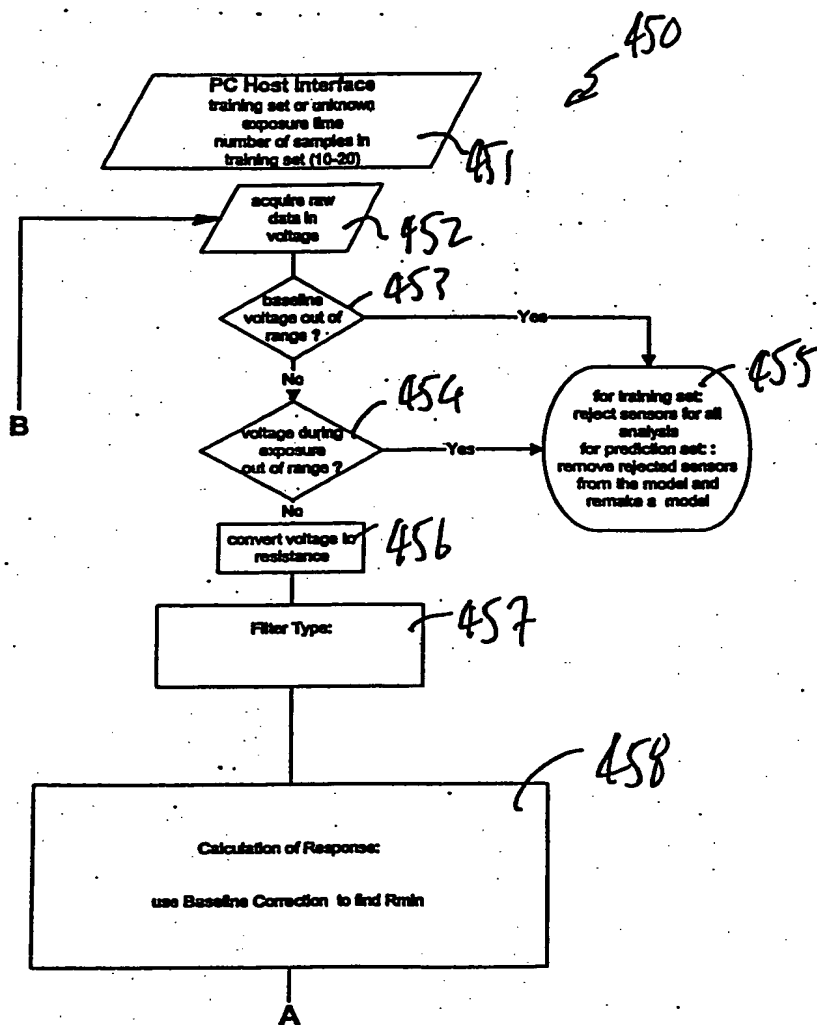 450
PC Host Interface
training set or unknown
exposure time
number of samples in
training set (10-20)
451
acquire raw
data in
voltage
452
baseline
voltage out of
range ?
453
Yes
No
voltage during
exposure
out of range ?
454
Yes
for training set:
reject sensors for all
analysis
for prediction set: :
remove rejected sensors
from the model and
remake a model
455
B
No
convert voltage to
resistance
456
Filter Type:
457
458
Calculation of Response:
use Baseline Correction to find Rmin
A